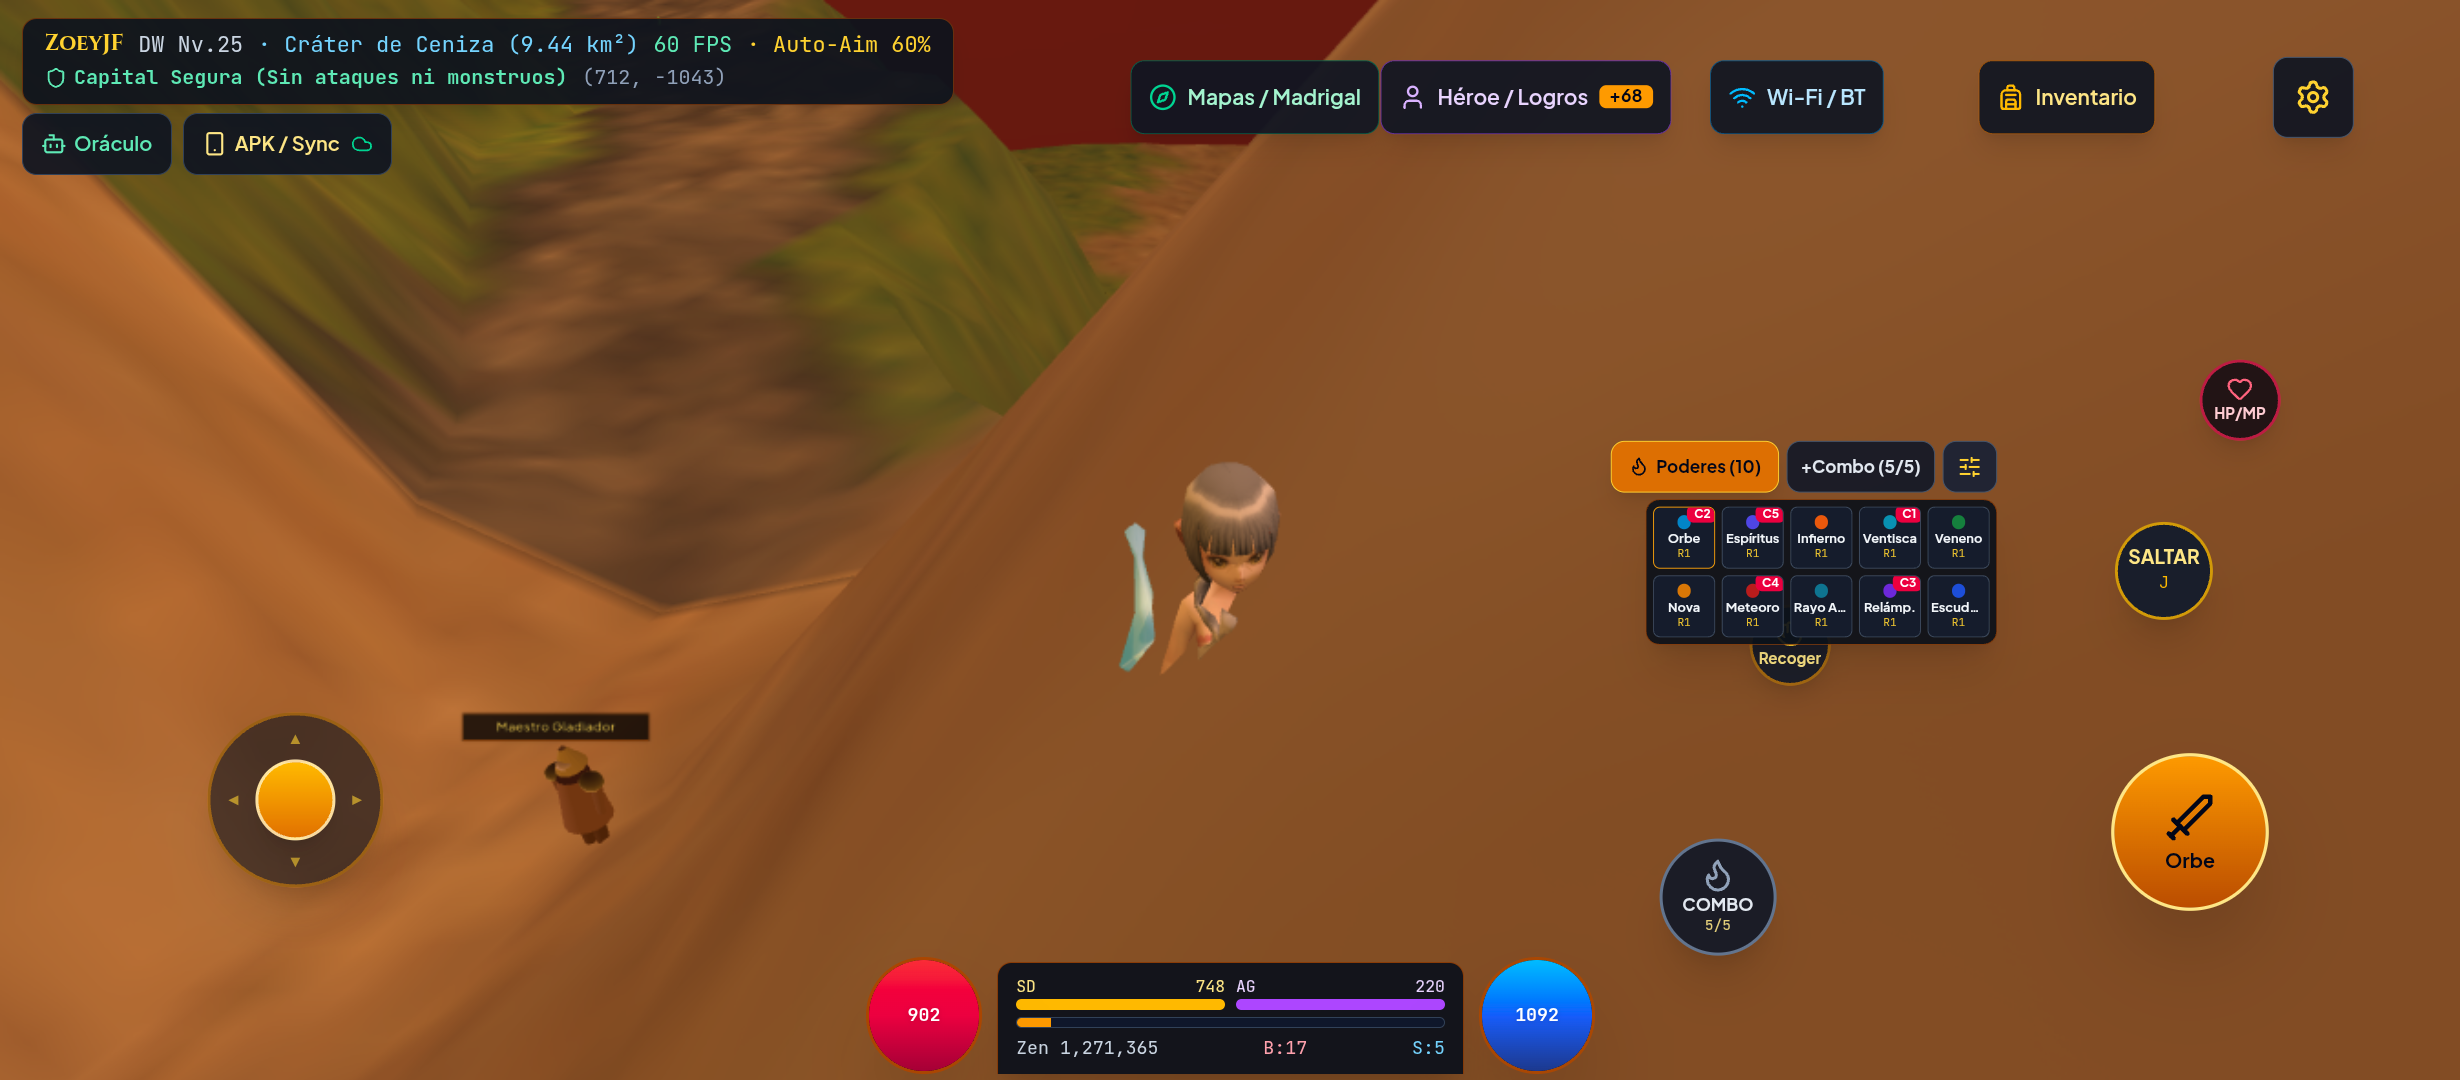 ZOEYJF DW Nv.25 · Cráter de Ceniza (9.44 km²) 60 FPS · Auto-Aim 60%
Capital Segura (Sin ataques ni monstruos) (712, -1043)
Mapas / Madrigal
Héroe / Logros +68
Wi-Fi / BT
Inventario
Oráculo
APK / Sync
HP/MP
Poderes (10)
+Combo (5/5)
C2
Orbe
R1
C5
Espíritus
R1
Infierno
R1
C1
Ventisca
R1
Veneno
R1
Nova
R1
C4
Meteoro
R1
Rayo A...
R1
C3
Relámp.
R1
Escud...
R1
Recoger
SALTAR
J
Maestro Gladiador
Orbe
COMBO
5/5
902
SD 748 AG 220
Zen 1,271,365 B:17 S:5
1092